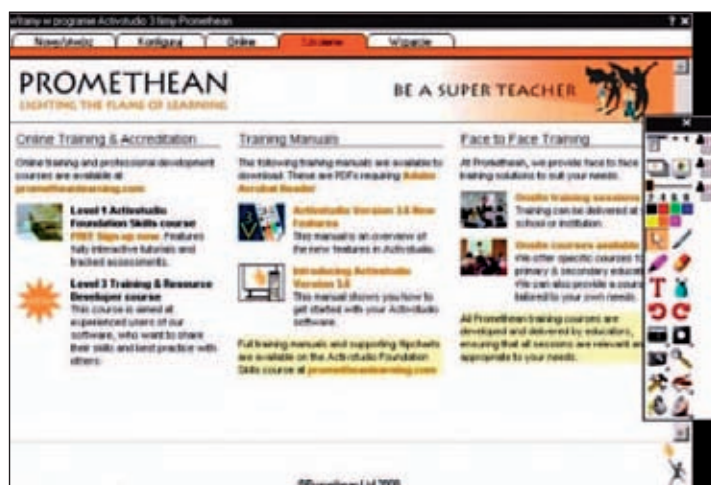 witamy w programie Activstudio 3 firmy Promethean
Nowy/otwórz Konfiguruj Online Szkolenie Wsparcie
PROMETHEAN
LIGHTING THE FLAME OF LEARNING
BE A SUPER TEACHER
Online Training & Accreditation
Online training and professional development
courses are available at
prometheanlearning.com
Level 1 Activstudio
Foundation Skills course
FREE Sign up now. Features
fully interactive tutorials and
tracked assessments.
Level 3 Training & Resource
Developer course
This course is aimed at
experienced users of our
software, who want to share
their skills and best practice with
others.
Training Manuals
The following training manuals are available to
download. These are PDFs requiring Adobe
Acrobat Reader
Activstudio Version 3.6 New
Features
This manual is an overview of
the new features in Activstudio.
Introducing Activstudio
Version 3.6
This manual shows you how to
get started with your Activstudio
software.
Full training manuals and supporting flipcharts
are available on the Activstudio Foundation
Skills course at prometheanlearning.com
Face to Face Training
At Promethean, we provide face to face
training solutions to suit your needs.
Onsite training sessions
Training can be delivered at
school or institution.
Onsite courses available
We offer specific courses
primary & secondary
We can also provide a
tailored to your own needs.
All Promethean training courses are
developed and delivered by educators,
ensuring that all sessions are relevant
appropriate to your needs.
2 4 6 8
T
©Promethean Ltd 2008